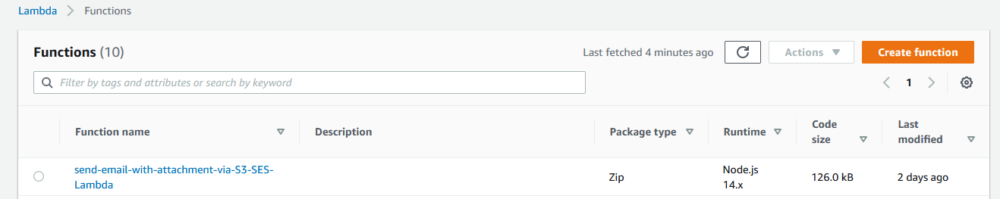 Lambda > Functions
Functions (10)
Last fetched 4 minutes ago
Actions
Create function
Filter by tags and attributes or search by keyword
1
Function name
Description
Package type
Runtime
Code
size
Last
modified
send-email-with-attachment-via-S3-SES-
Lambda
Zip
Node.js
14.x
126.0 kB
2 days ago